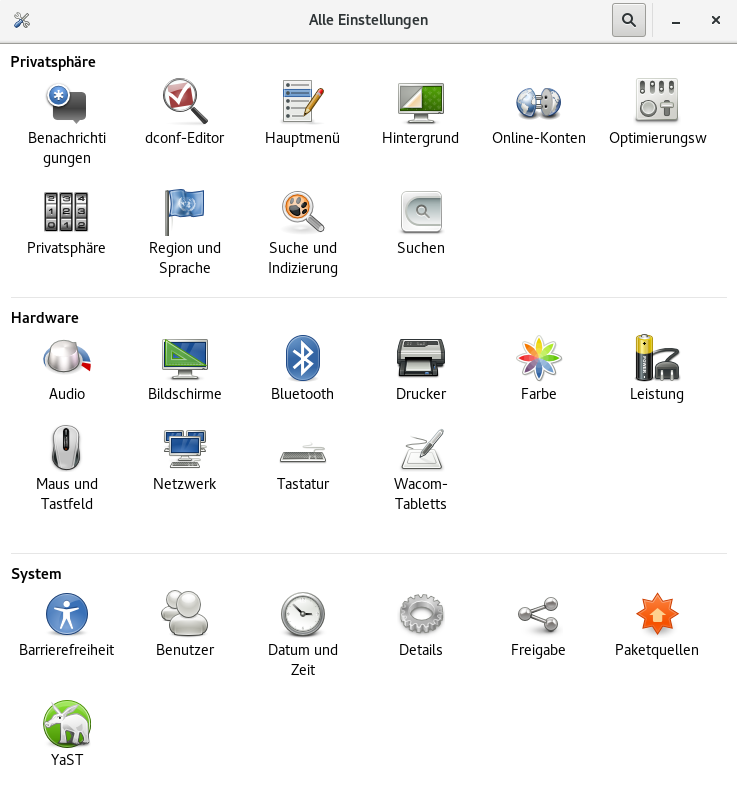 Alle Einstellungen
Privatsphäre
Benachrichti
gungen
dconf-Editor
Hauptmenü
Hintergrund
Online-Konten
Optimierungsw
Privatsphäre
Region und
Sprache
Suche und
Indizierung
Suchen
Hardware
Audio
Bildschirme
Bluetooth
Drucker
Farbe
Leistung
Maus und
Tastfeld
Netzwerk
Tastatur
Wacom-
Tabletts
System
Barrierefreiheit
Benutzer
Datum und
Zeit
Details
Freigabe
Paketquellen
YaST